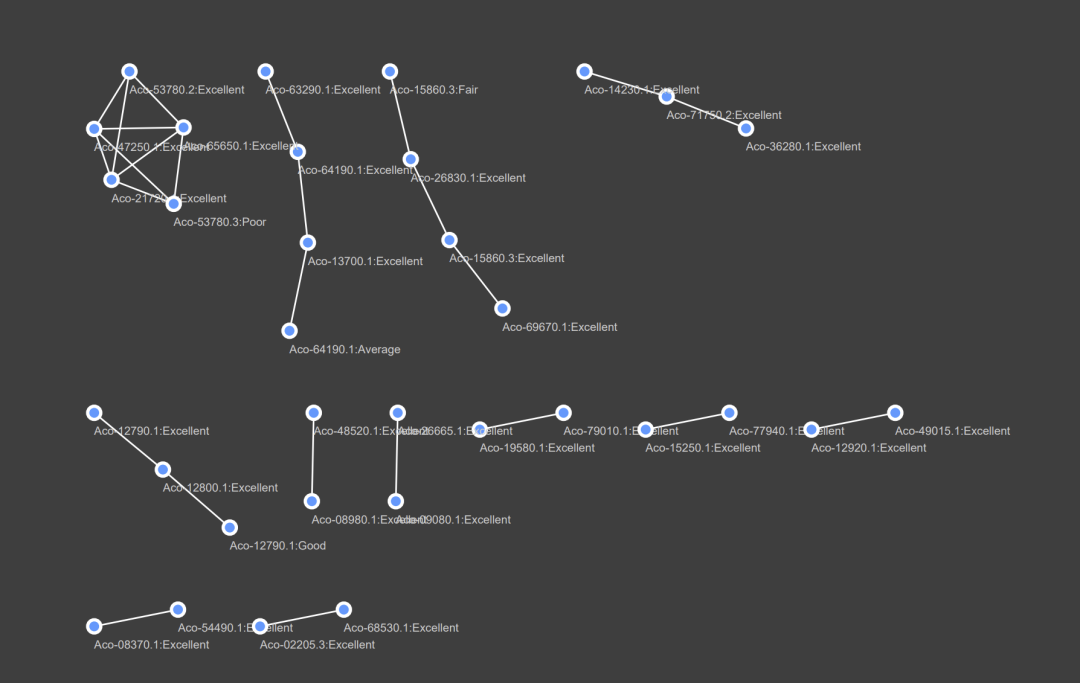 Aco-53780.2:Excellent
Aco-63290.1:Excellent
Aco-15860.3:Fair
Aco-14230.1:Excellent
Aco-71750.2:Excellent
Aco-47250.1:Excellent
Aco-65650.1:Excellent
Aco-36280.1:Excellent
Aco-64190.1:Excellent
Aco-26830.1:Excellent
Excellent
Aco-53780.3:Poor
Aco-13700.1:Excellent
Aco-15860.3:Excellent
Aco-69670.1:Excellent
Aco-64190.1:Average
Aco-12790.1:Excellent
Aco-48520.1:Excellent
Aco-26665.1:Excellent
Aco-79010.1:Excellent
Aco-77940.1:Excellent
Aco-49015.1:Excellent
Aco-19580.1:Excellent
Aco-15250.1:Excellent
Aco-12920.1:Excellent
Aco-12800.1:Excellent
Aco-08980.1:Excellent
Aco-09080.1:Excellent
Aco-12790.1:Good
Aco-54490.1:Excellent
Aco-68530.1:Excellent
Aco-08370.1:Excellent
Aco-02205.3:Excellent